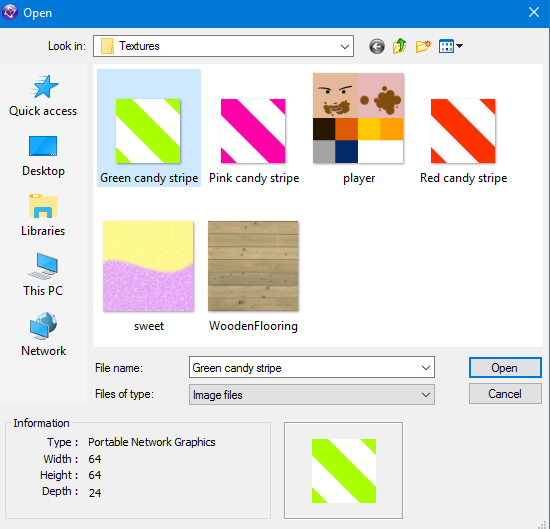 Open
Look in:
Textures
Quick access
Desktop
Libraries
This PC
Network
Green candy stripe
Pink candy stripe
player
Red candy stripe
sweet
WoodenFlooring
File name:
Green candy stripe
Open
Files of type:
Image files
Cancel
Information
Type : Portable Network Graphics
Width : 64
Height : 64
Depth : 24